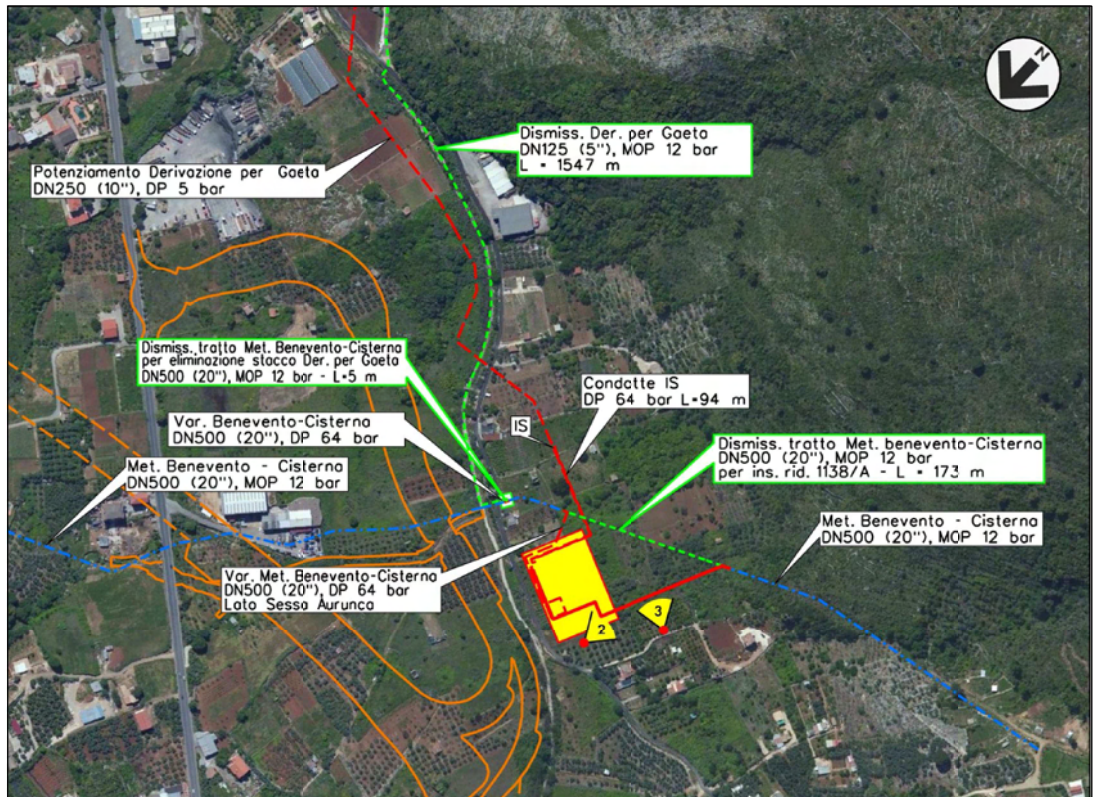 N
Dismiss. Der. per Gaeta
DN125 (5"), MOP 12 bar
L = 1547 m
Potenziamento Derivazione per Gaeta
DN250 (10"), DP 5 bar
Dismiss. tratto Met. Benevento-Cisterna
per eliminazione stacco Der. per Gaeta
DN500 (20"), MOP 12 bar - L=5 m
Condotte IS
DP 64 bar L=94 m
Var. Benevento-Cisterna
DN500 (20"), DP 64 bar
IS
Dismiss. tratto Met. benevento-Cisterna
DN500 (20"), MOP 12 bar
per ins. rid. 1138/A - L = 173 m
Met. Benevento - Cisterna
DN500 (20"), MOP 12 bar
Met. Benevento - Cisterna
DN500 (20"), MOP 12 bar
Var. Met. Benevento-Cisterna
DN500 (20"), DP 64 bar
Lato Sessa Aurunca
2
3